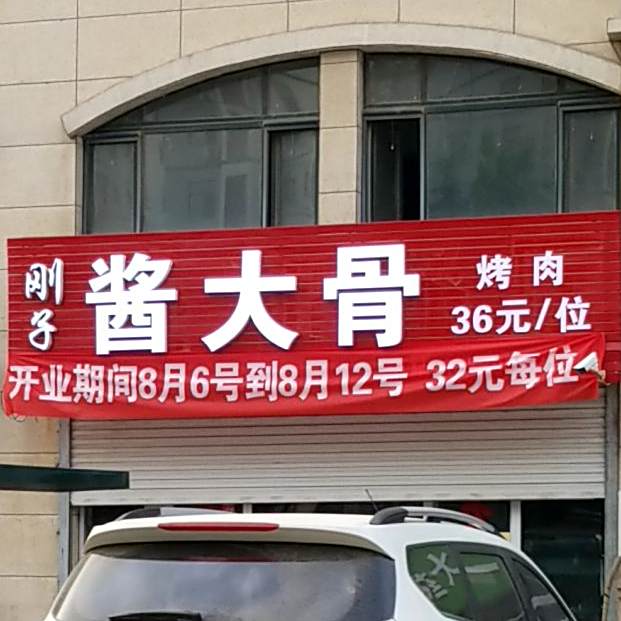 刚子
酱大骨
烤肉
36元/位
开业期间8月6号到8月12号 32元每位